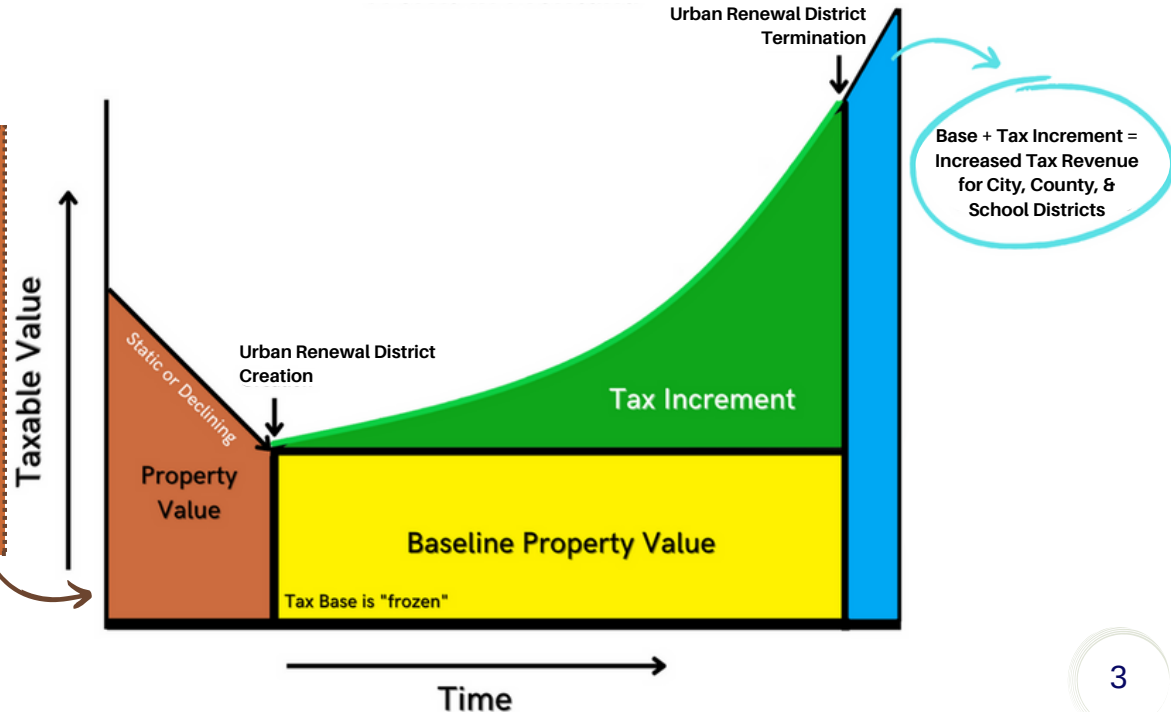 Urban Renewal District
Termination
Base + Tax Increment =
Increased Tax Revenue
for City, County, &
School Districts
Taxable Value
Static or Declining
Urban Renewal District
Creation
Tax Increment
Property
Value
Baseline Property Value
Tax Base is "frozen"
Time
3